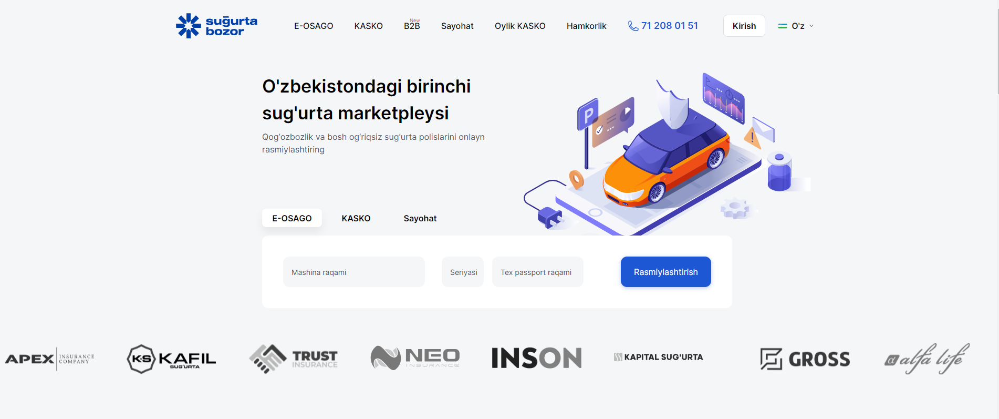 suğurta
bozor
E-OSAGO
KASKO
New
B2B
Sayohat
Oylik KASKO
Hamkorlik
71 208 01 51
Kirish
O'z
O'zbekistondagi birinchi
sug'urta marketpleysi
Qog‘ozbozlik va bosh og‘riqsiz sug‘urta polislarini onlayn
rasmiylashtiring
P
E-OSAGO
KASKO
Sayohat
Mashina raqami
Seriyasi
Tex passport raqami
Rasmiylashtirish
APEX
INSURANCE
COMPANY
K·S
KAFIL
SUG'URTA
TRUST
INSURANCE
NEO
INSURANCE
INSON
KAPITAL SUG'URTA
GROSS
α alfa life